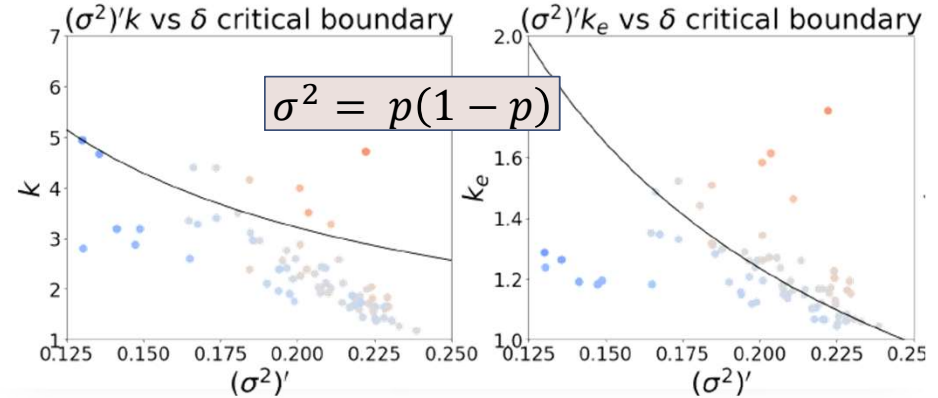 (σ²)′k vs δ critical boundary
7
6
5
4
3
2
1
k
0.125 0.150 0.175 0.200 0.225 0.250
(σ²)′
σ² = p(1 − p)
(σ²)′kₑ vs δ critical boundary
2.0
1.6
1.4
1.2
1.0
kₑ
0.125 0.150 0.175 0.200 0.225 0.25
(σ²)′